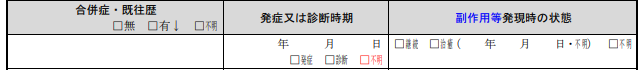 合併症・既往歴
□無 □有↓ □不明
発症又は診断時期
副作用等発現の状態
年 月 日
□発症 □診断 □不明
□継続 □治癒（ 年 月 日・不明） □不明